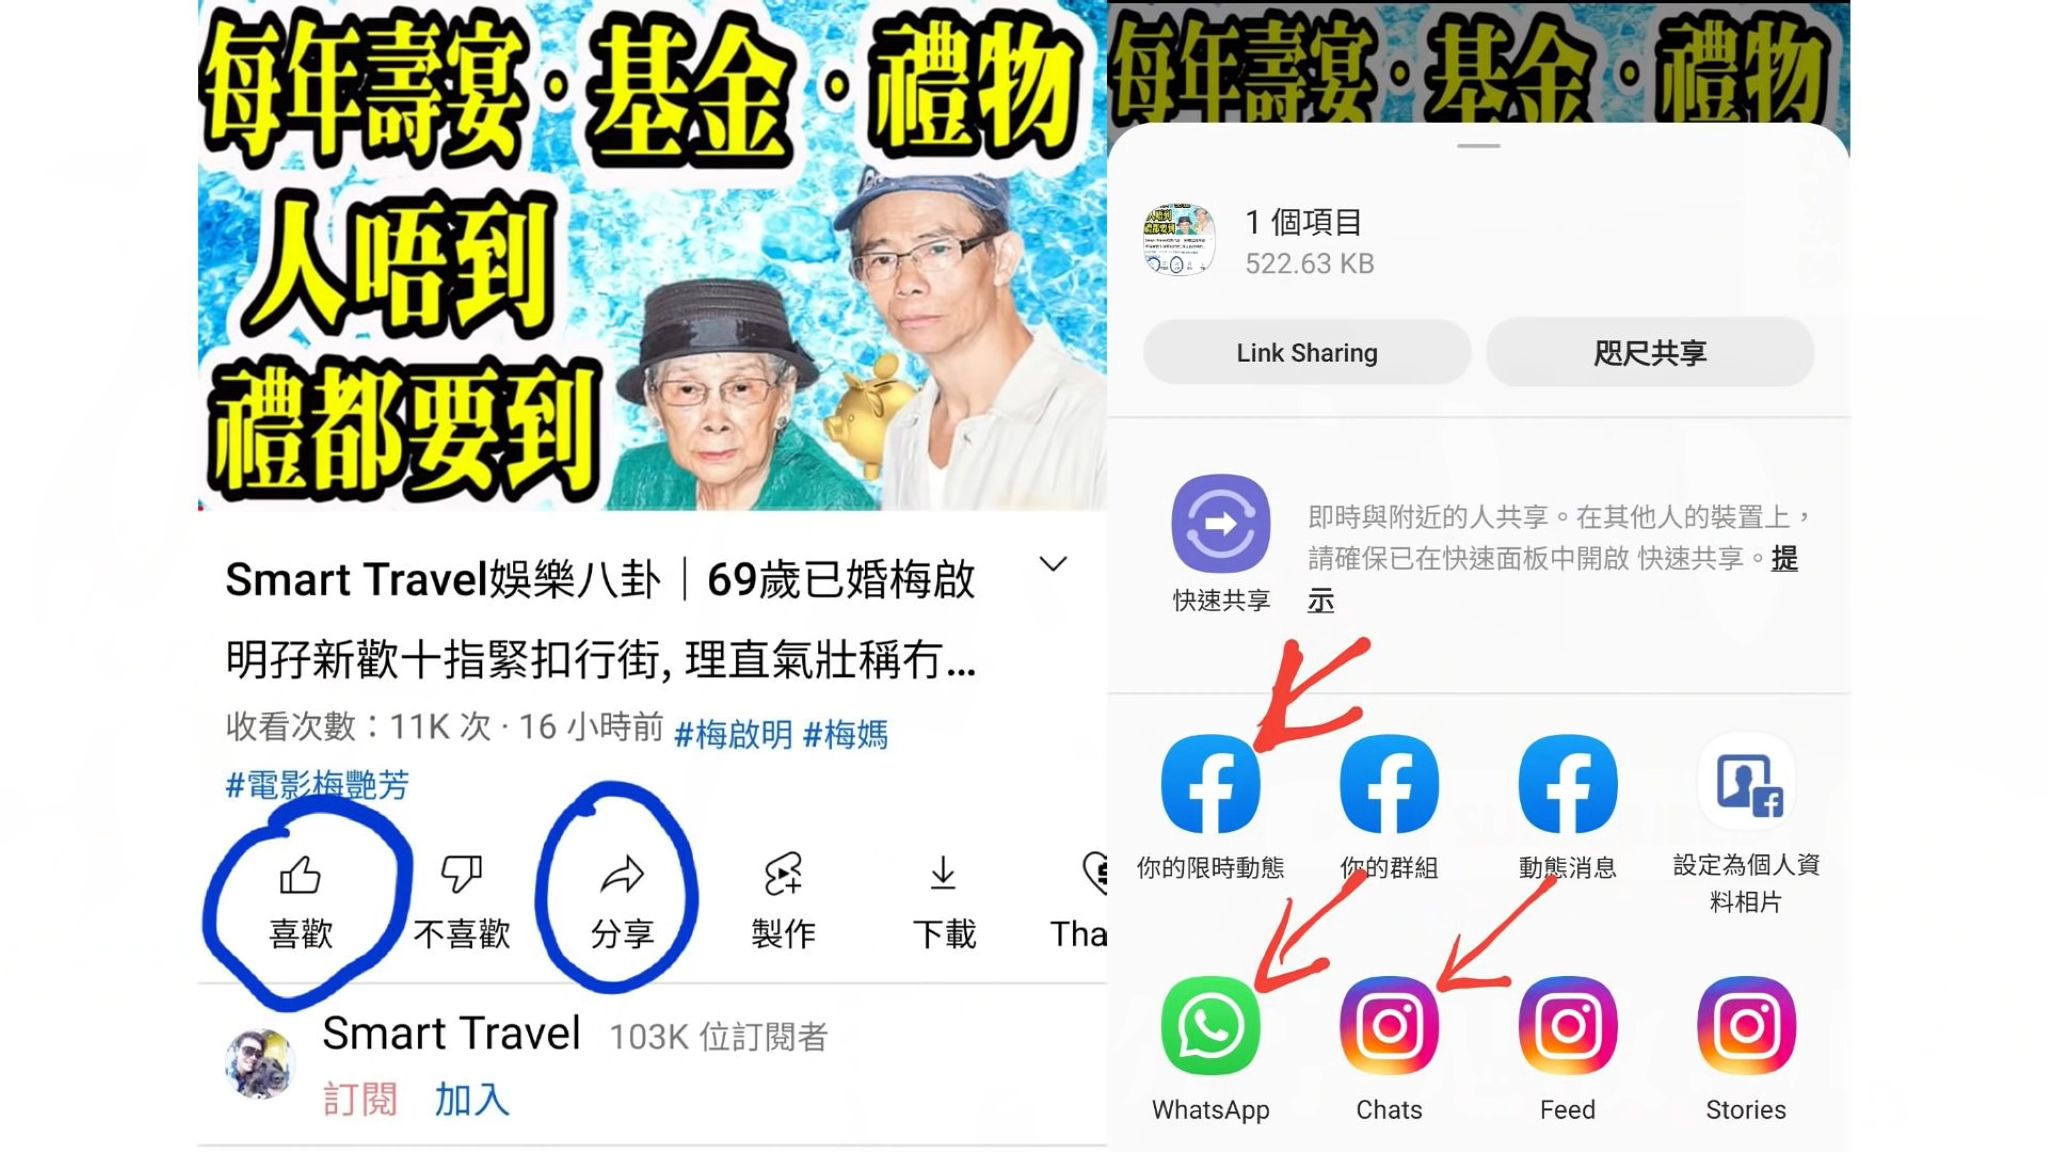 每年壽宴·基金·禮物
人唔到
禮都要到
Smart Travel娛樂八卦｜69歲已婚梅啟
明孖新歡十指緊扣行街, 理直氣壯稱冇...
收看次數：11K 次 · 16 小時前 #梅啟明 #梅媽
#電影梅艷芳
喜歡
不喜歡
分享
製作
下載
Tha
Smart Travel 103K 位訂閱者
訂閱 加入
每年壽宴·基金·禮物
1 個項目
522.63 KB
Link Sharing
咫尺共享
快速共享
即時與附近的人共享。在其他人的裝置上，
請確保已在快速面板中開啟 快速共享。提
示
你的限時動態
你的群組
動態消息
設定為個人資
料相片
WhatsApp
Chats
Feed
Stories